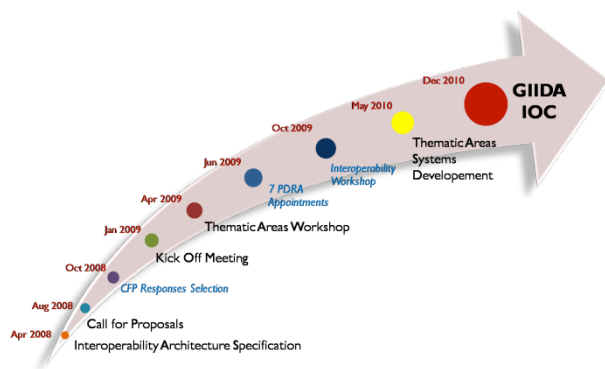 Dec 2010
GIIDA
IOC
May 2010
Thematic Areas
Systems
Developement
Oct 2009
Interoperability
Workshop
Jun 2009
7 PDRA
Appointments
Apr 2009
Thematic Areas Workshop
Jan 2009
Kick Off Meeting
Oct 2008
CFP Responses Selection
Aug 2008
Call for Proposals
Apr 2008
Interoperability Architecture Specification